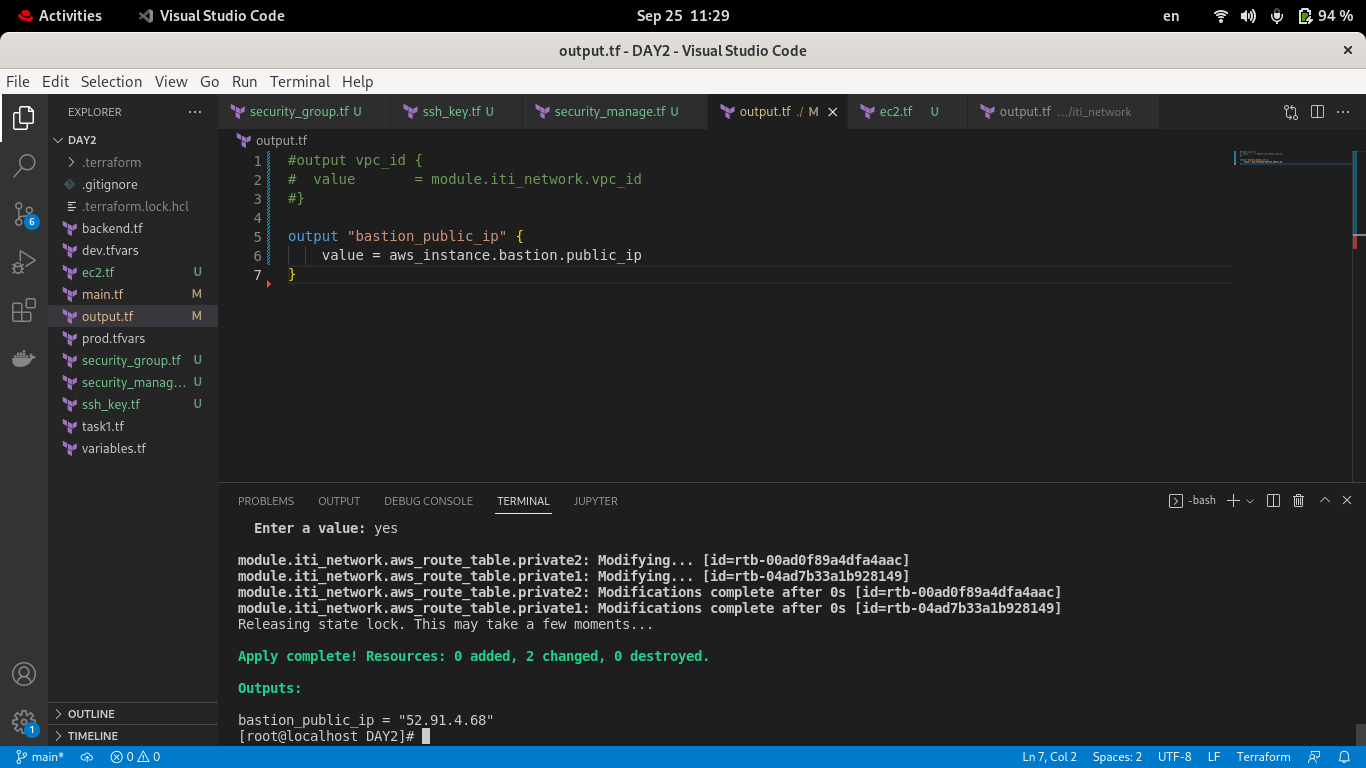 Activities Visual Studio Code Sep 25 11:29 en 94 %
output.tf - DAY2 - Visual Studio Code
File Edit Selection View Go Run Terminal Help
EXPLORER
security_group.tf U ssh_key.tf U security_manage.tf U output.tf ./ M ec2.tf U output.tf .../iti_network
DAY2
.terraform
.gitignore
.terraform.lock.hcl
backend.tf
dev.tfvars
ec2.tf U
main.tf M
output.tf M
prod.tfvars
security_group.tf U
security_manag... U
ssh_key.tf U
task1.tf
variables.tf
OUTLINE
TIMELINE
6
1
output.tf
1 #output vpc_id {
2 #  value       = module.iti_network.vpc_id
3 #}
4
5 output "bastion_public_ip" {
6     value = aws_instance.bastion.public_ip
7 }
PROBLEMS OUTPUT DEBUG CONSOLE TERMINAL JUPYTER -bash
Enter a value: yes
module.iti_network.aws_route_table.private2: Modifying... [id=rtb-00ad0f89a4dfa4aac]
module.iti_network.aws_route_table.private1: Modifying... [id=rtb-04ad7b33a1b928149]
module.iti_network.aws_route_table.private2: Modifications complete after 0s [id=rtb-00ad0f89a4dfa4aac]
module.iti_network.aws_route_table.private1: Modifications complete after 0s [id=rtb-04ad7b33a1b928149]
Releasing state lock. This may take a few moments...
Apply complete! Resources: 0 added, 2 changed, 0 destroyed.
Outputs:
bastion_public_ip = "52.91.4.68"
[root@localhost DAY2]#
main* 0 0 Ln 7, Col 2 Spaces: 2 UTF-8 LF Terraform